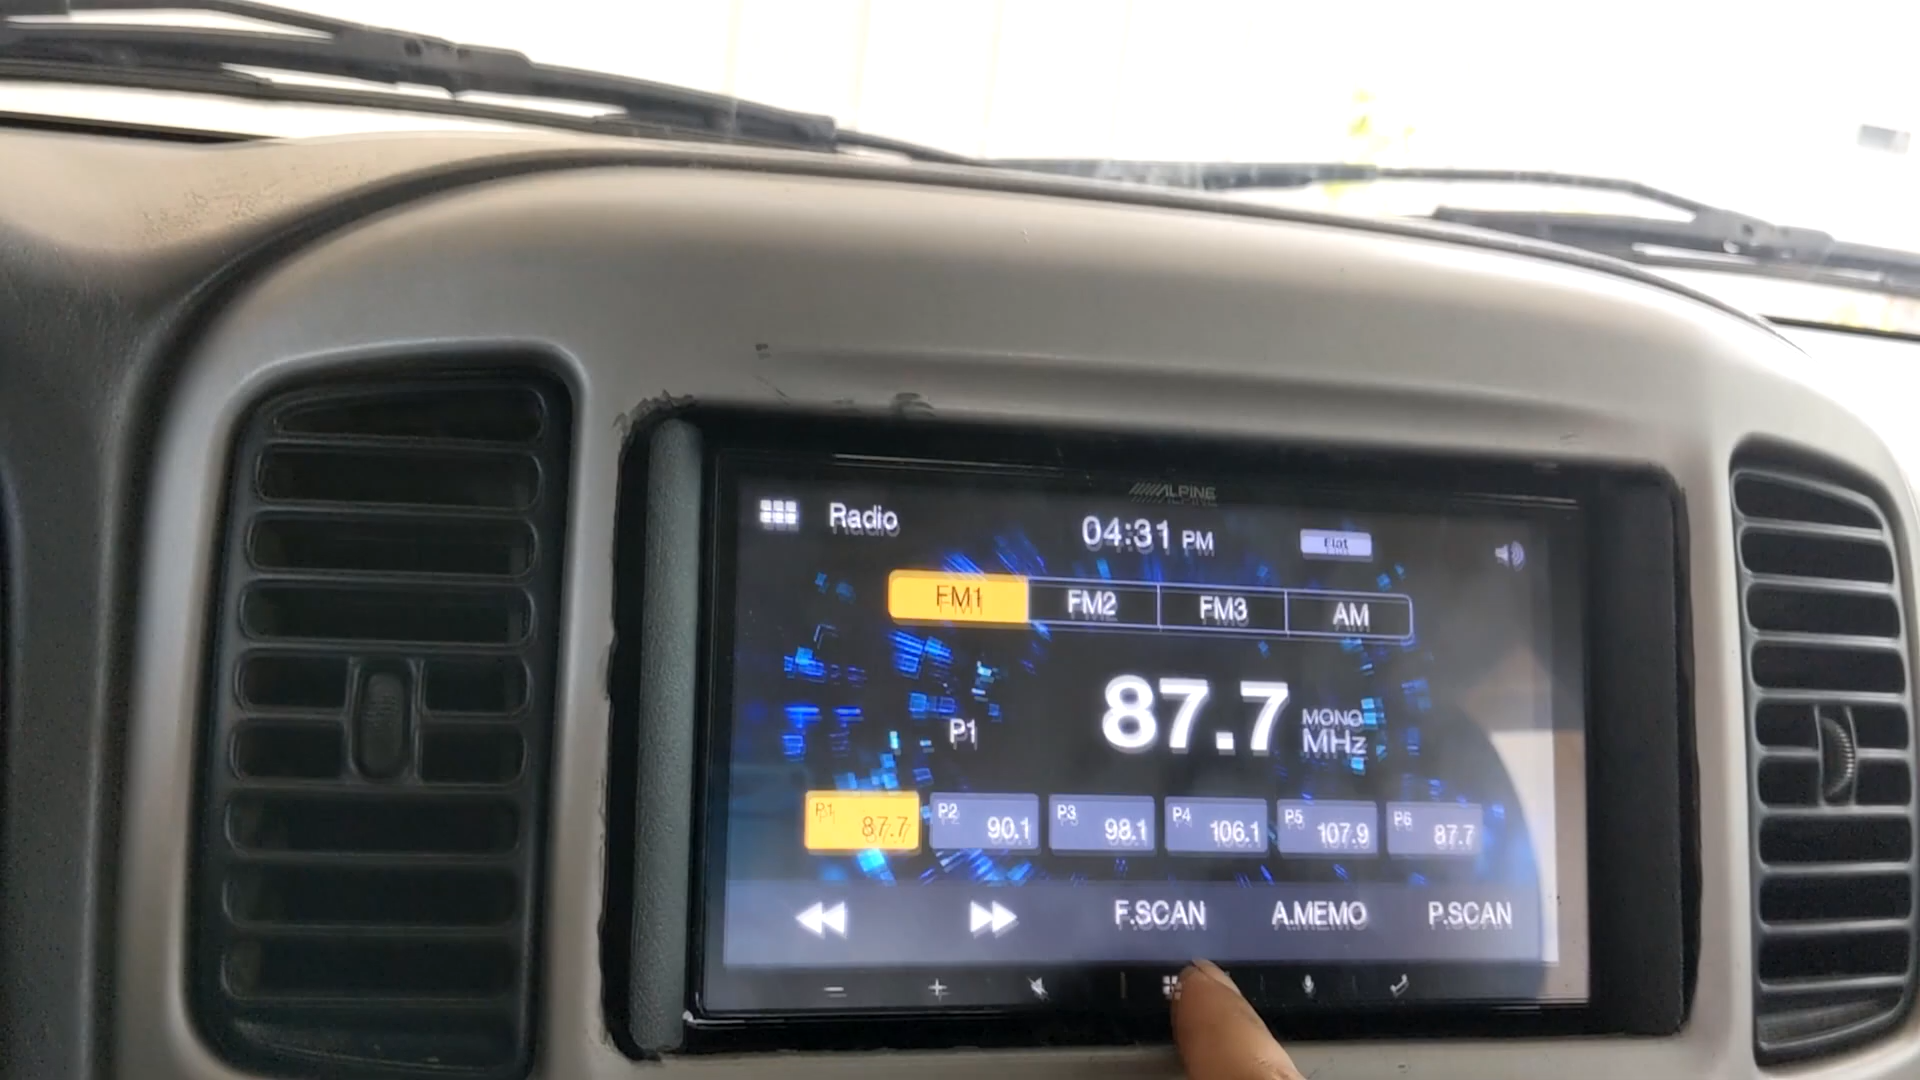 ALPINE
Radio
04:31 PM
Flat
FM1 FM2 FM3 AM
P1
87.7
MONO
MHz
P1 87.7
P2 90.1
P3 98.1
P4 106.1
P5 107.9
P6 87.7
F.SCAN A.MEMO P.SCAN